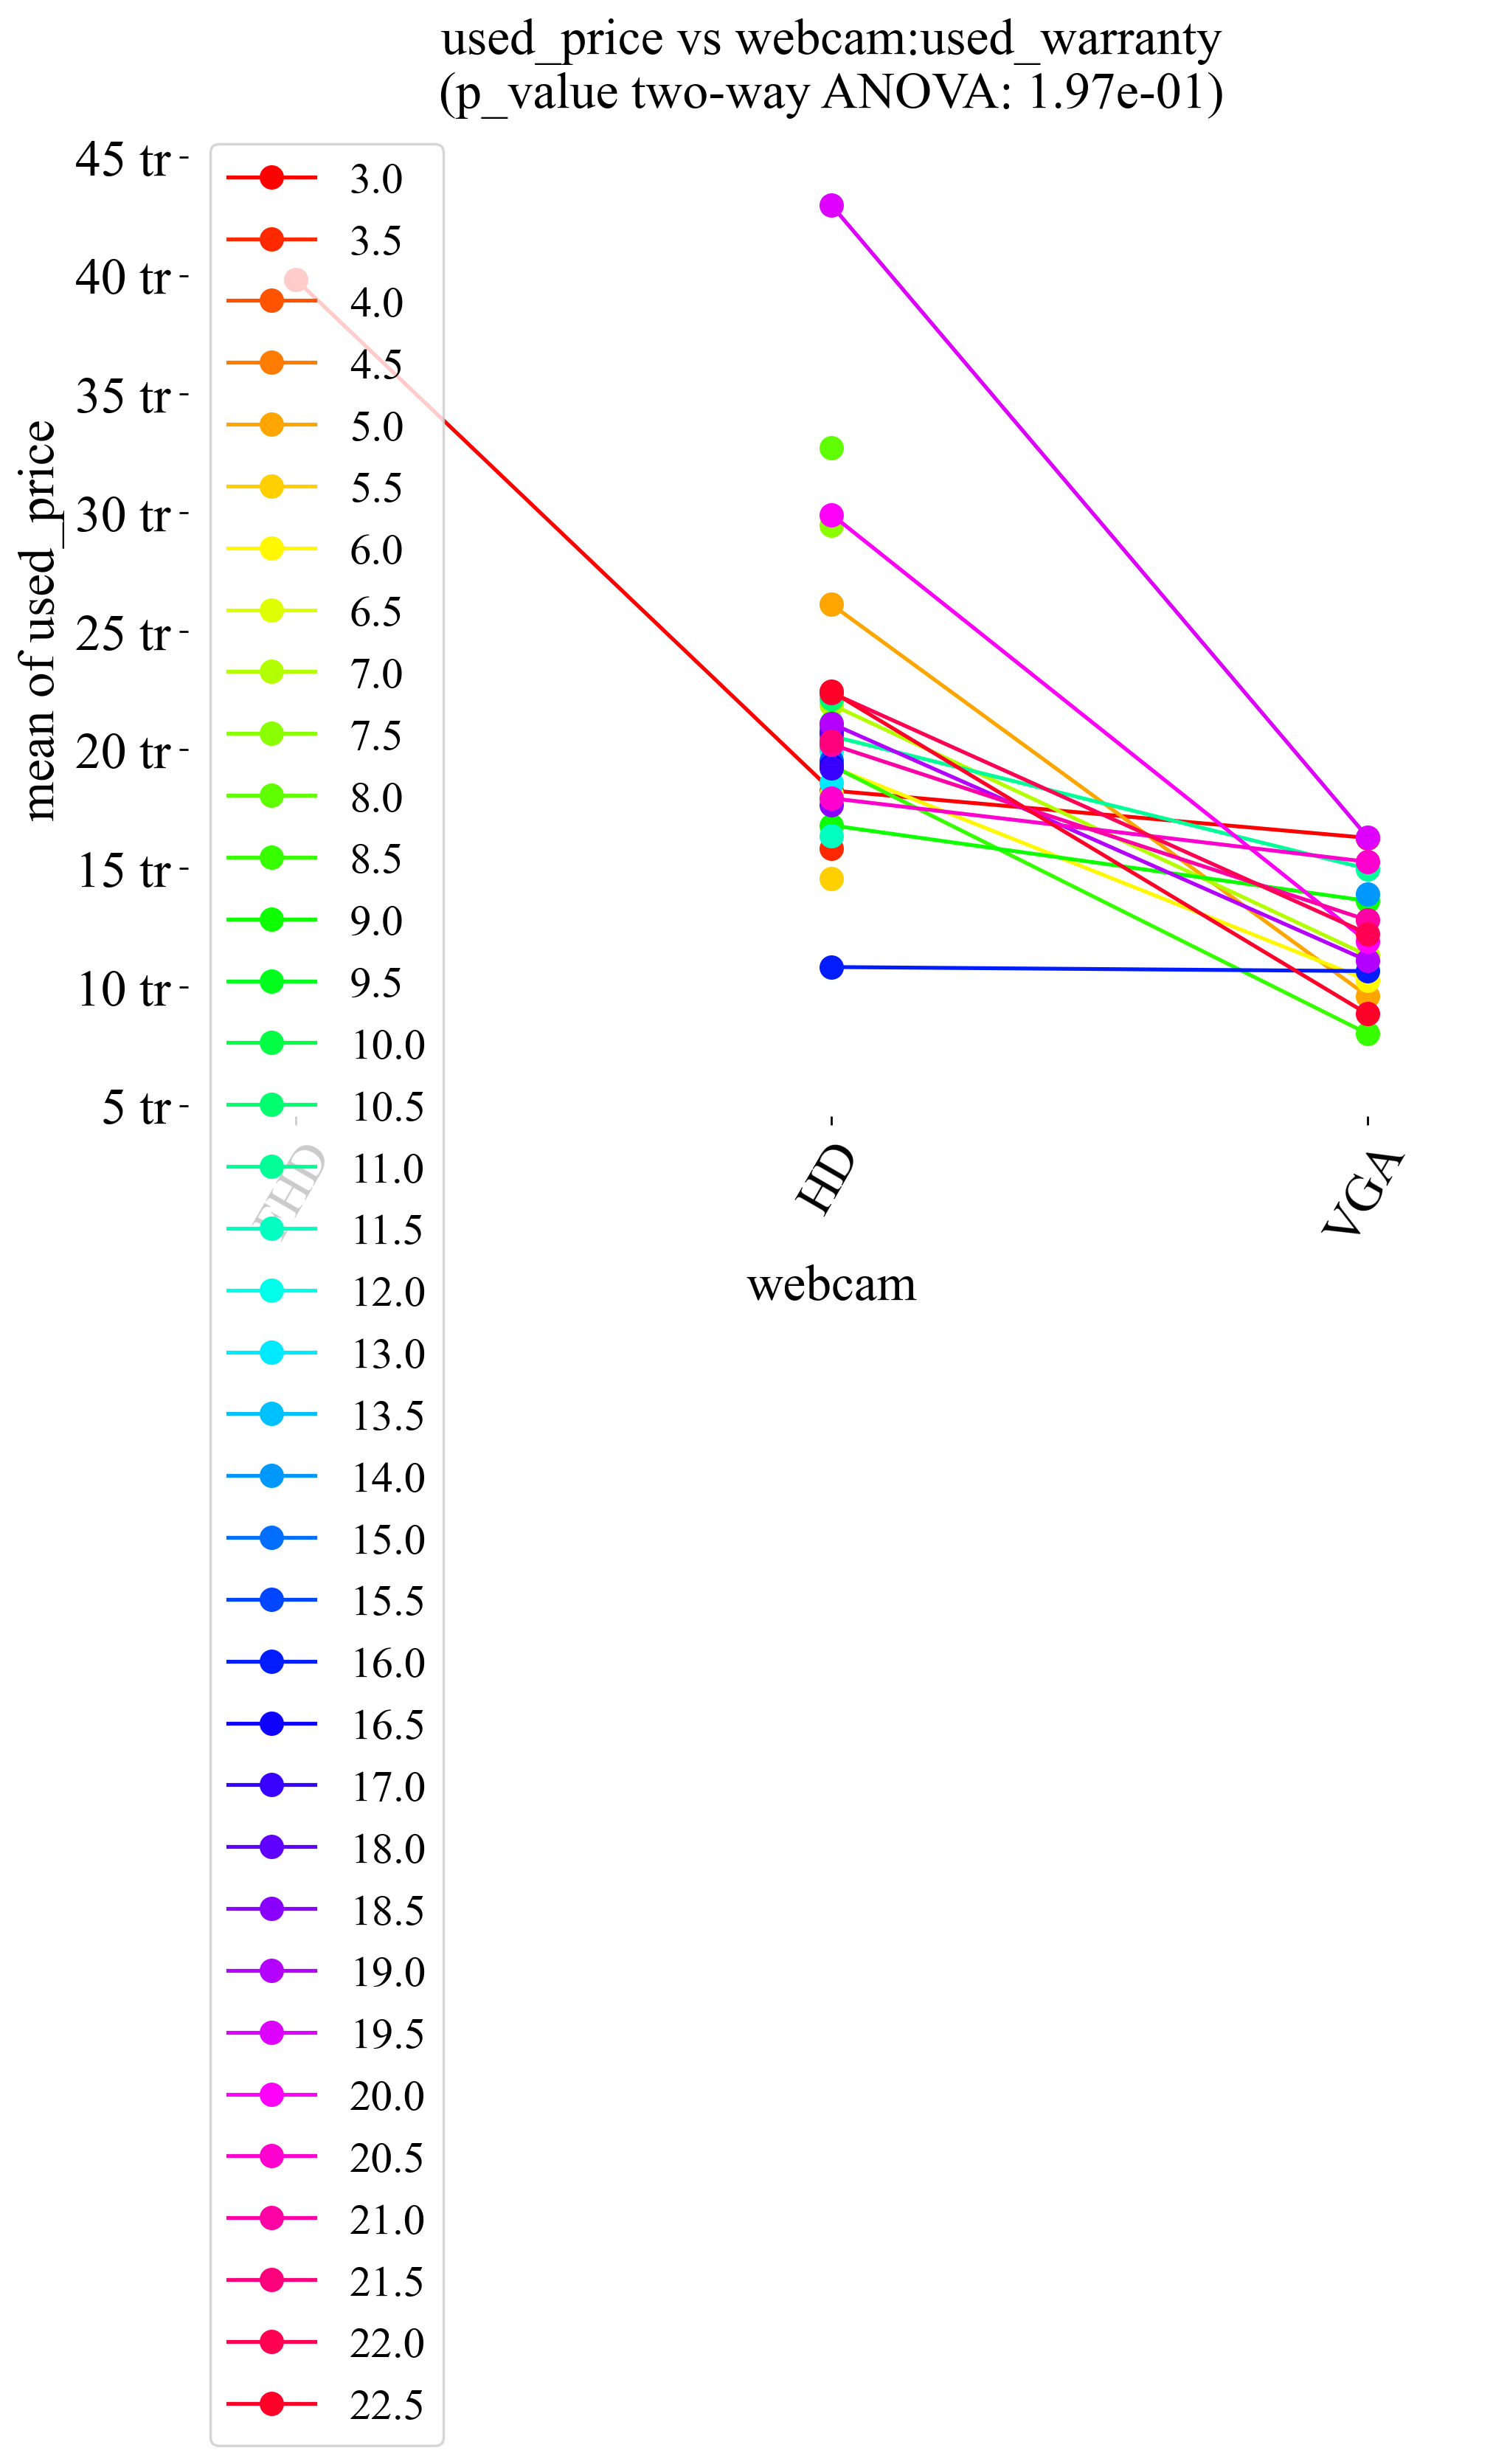 used_price vs webcam:used_warranty
(p_value two-way ANOVA: 1.97e-01)
mean of used_price
45 tr
40 tr
35 tr
30 tr
25 tr
20 tr
15 tr
10 tr
5 tr
3.0
3.5
4.0
4.5
5.0
5.5
6.0
6.5
7.0
7.5
8.0
8.5
9.0
9.5
10.0
10.5
11.0
11.5
12.0
13.0
13.5
14.0
15.0
15.5
16.0
16.5
17.0
18.0
18.5
19.0
19.5
20.0
20.5
21.0
21.5
22.0
22.5
FHD
HD
VGA
webcam